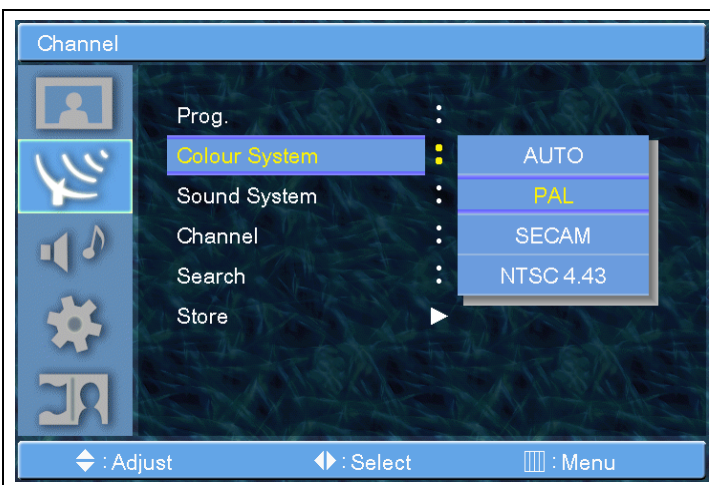 Channel
Prog. :
Colour System : AUTO
PAL
Sound System :
Channel : SECAM
Search : NTSC 4.43
Store
: Adjust : Select : Menu